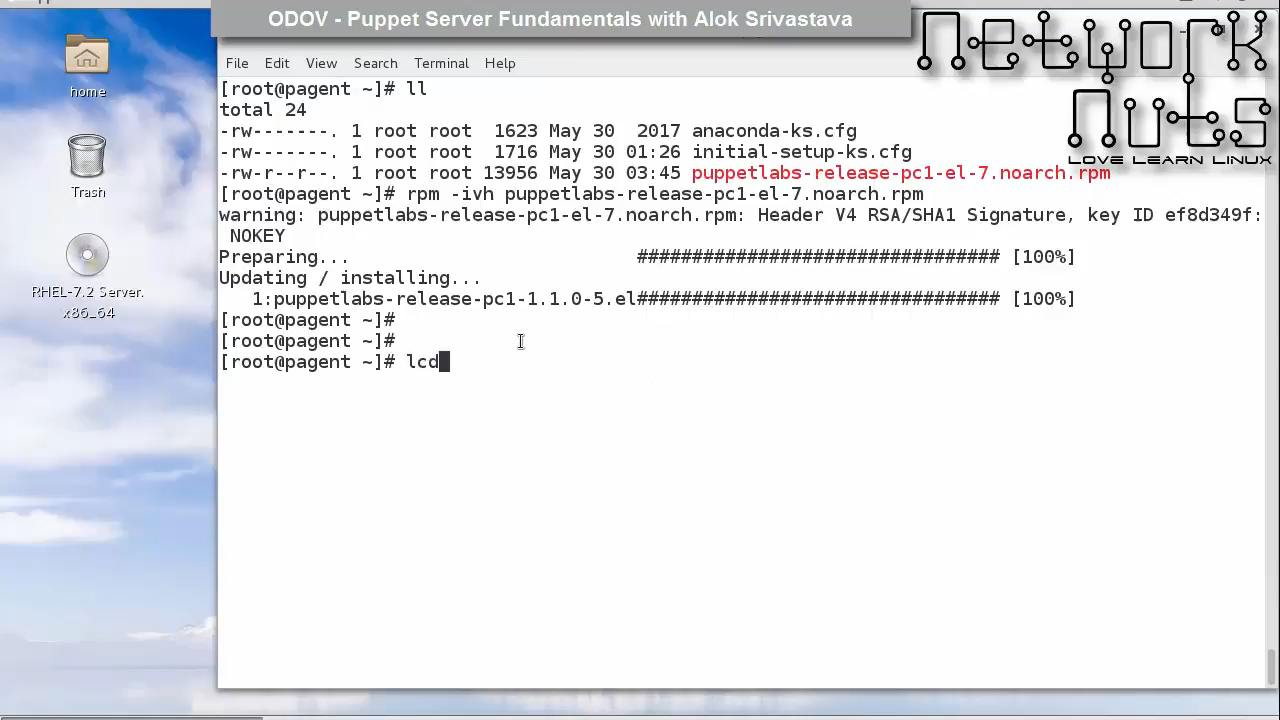 ODOV - Puppet Server Fundamentals with Alok Srivastava
Network
Nuts
LOVE LEARN LINUX
home
Trash
RHEL-7.2 Server.
x86_64
File Edit View Search Terminal Help
[root@pagent ~]# ll
total 24
-rw-------. 1 root root  1623 May 30  2017 anaconda-ks.cfg
-rw-------. 1 root root  1716 May 30 01:26 initial-setup-ks.cfg
-rw-r--r--. 1 root root 13956 May 30 03:45 puppetlabs-release-pc1-el-7.noarch.rpm
[root@pagent ~]# rpm -ivh puppetlabs-release-pc1-el-7.noarch.rpm
warning: puppetlabs-release-pc1-el-7.noarch.rpm: Header V4 RSA/SHA1 Signature, key ID ef8d349f:
NOKEY
Preparing... ################################# [100%]
Updating / installing...
1:puppetlabs-release-pc1-1.1.0-5.el################################# [100%]
[root@pagent ~]#
[root@pagent ~]#
[root@pagent ~]# lcd